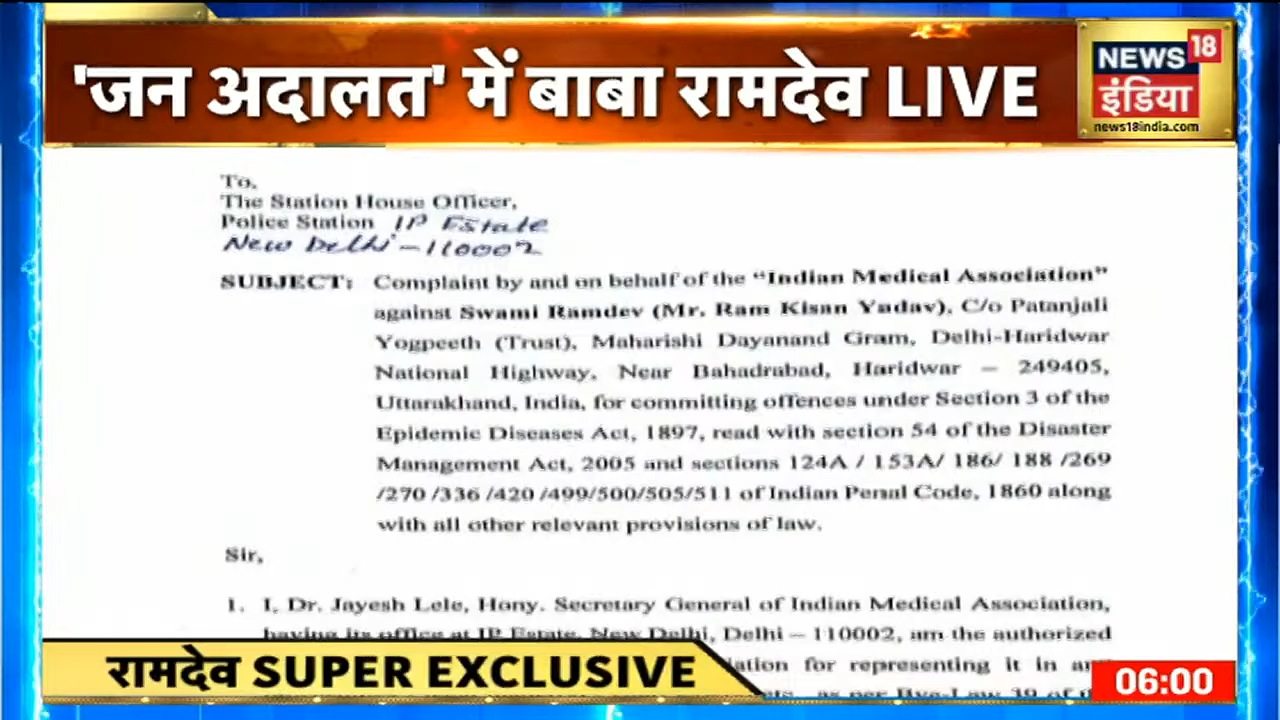 'जन अदालत' में बाबा रामदेव LIVE
NEWS 18
इंडिया
news18india.com
To,
The Station House Officer,
Police Station IP Estate
New Delhi - 110002
SUBJECT: Complaint by and on behalf of the "Indian Medical Association"
against Swami Ramdev (Mr. Ram Kisan Yadav), C/o Patanjali
Yogpeeth (Trust), Maharishi Dayanand Gram, Delhi-Haridwar
National Highway, Near Bahadrabad, Haridwar – 249405,
Uttarakhand, India, for committing offences under Section 3 of the
Epidemic Diseases Act, 1897, read with section 54 of the Disaster
Management Act, 2005 and sections 124A / 153A/ 186/ 188 /269
/270 /336 /420 /499/500/505/511 of Indian Penal Code, 1860 along
with all other relevant provisions of law.
Sir,
1. I, Dr. Jayesh Lele, Hony. Secretary General of Indian Medical Association,
having its office at IP Estate, New Delhi, Delhi – 110002, am the authorized
for representing it in any
as per Bye-Law 39 of
रामदेव SUPER EXCLUSIVE
06:00